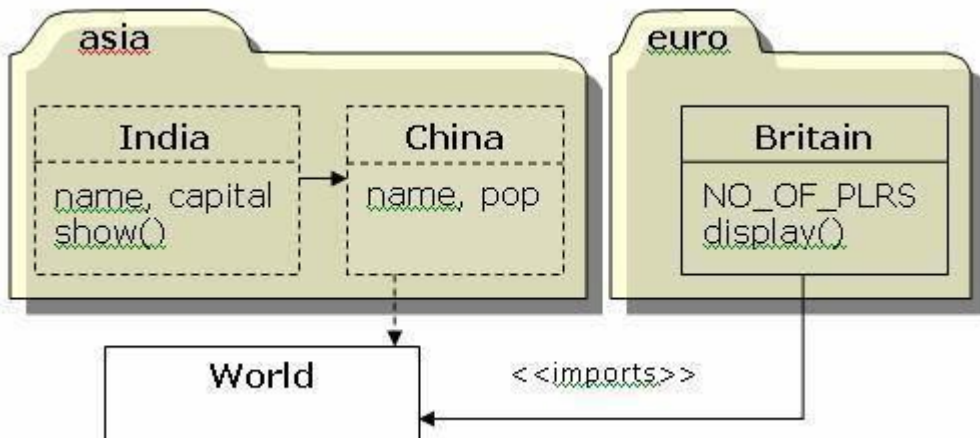 asia
India
name, capital
show()
China
name, pop
euro
Britain
NO_OF_PLRS
display()
World
<<imports>>